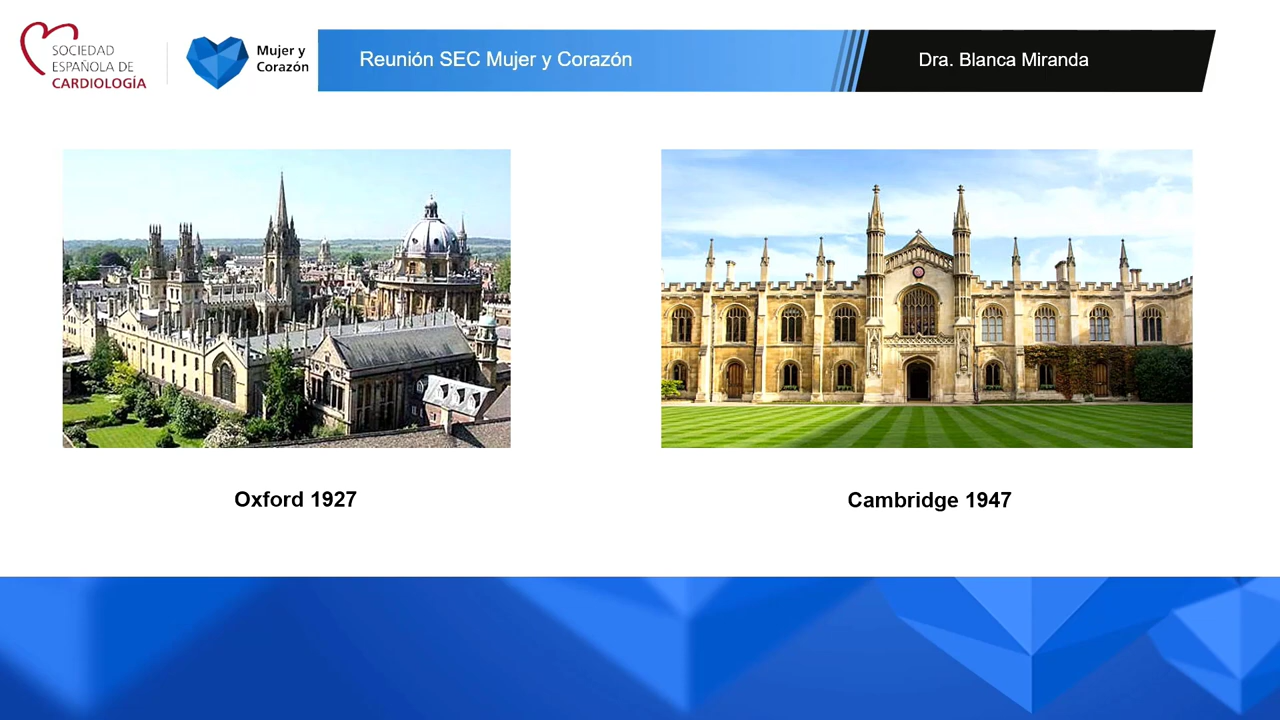 SOCIEDAD
ESPAÑOLA DE
CARDIOLOGÍA
Mujer y
Corazón
Reunión SEC Mujer y Corazón
Dra. Blanca Miranda
Oxford 1927
Cambridge 1947